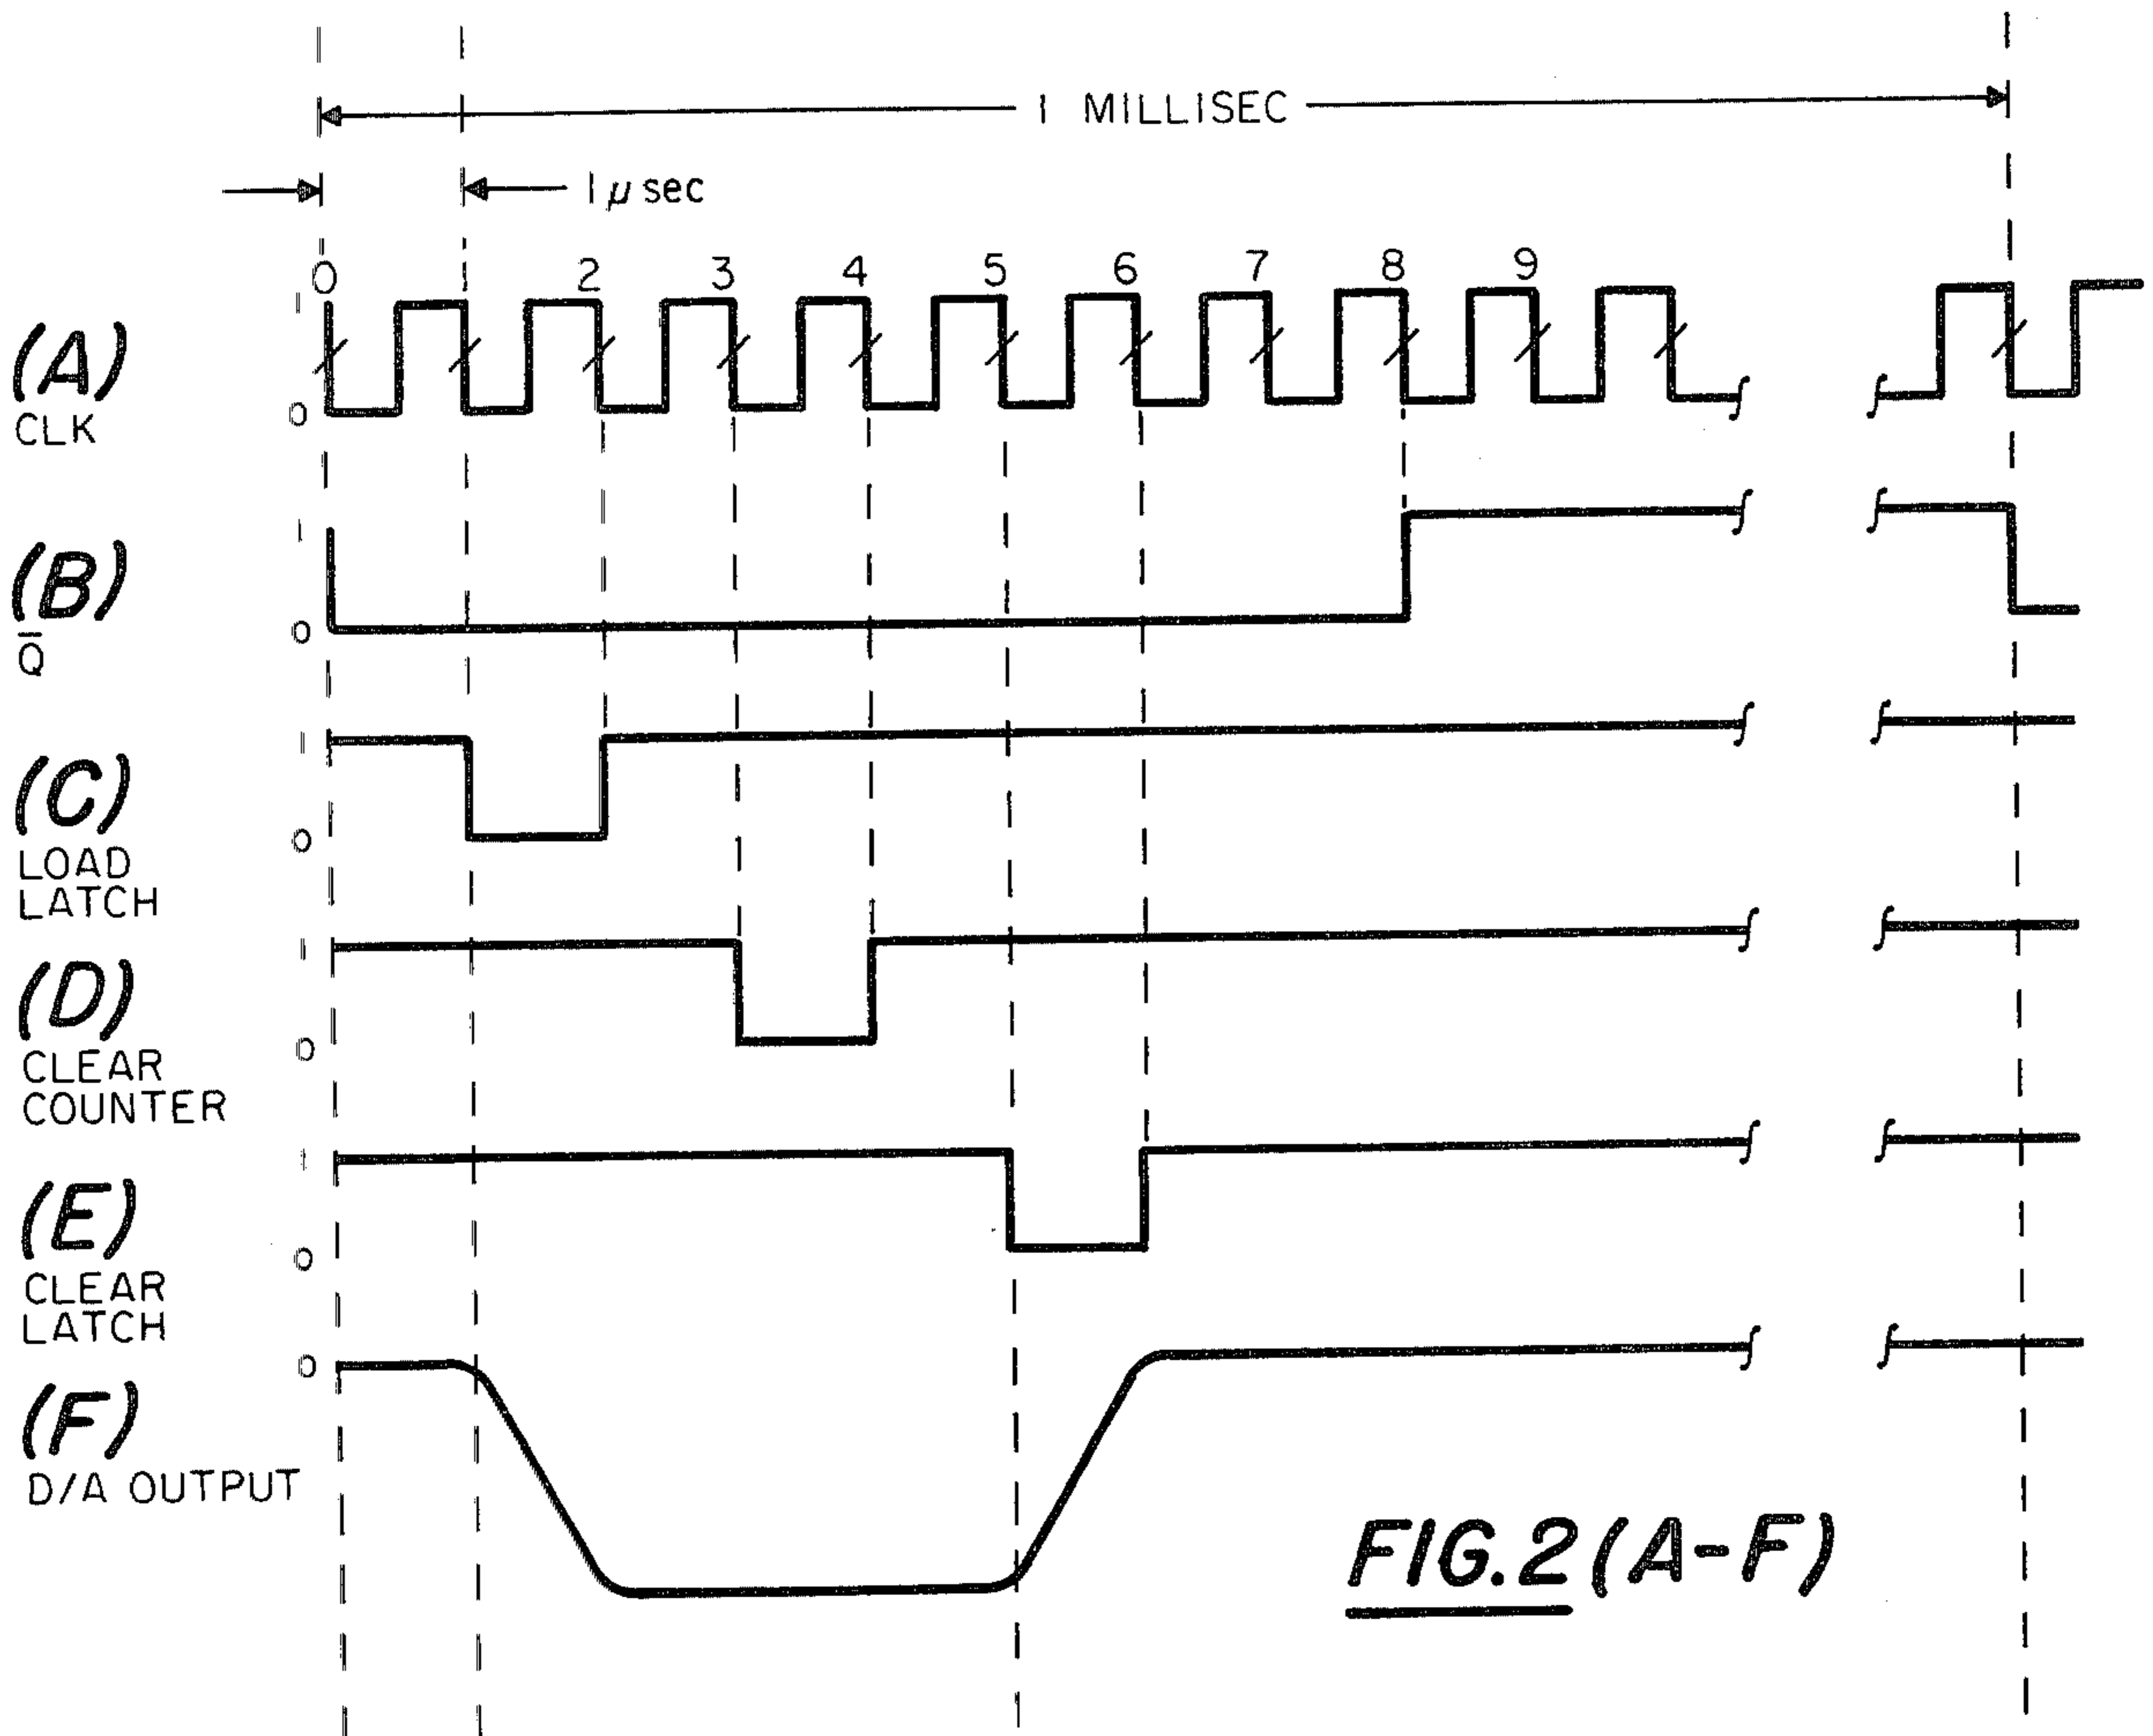 1 MILLISEC
1 μ sec
0 2 3 4 5 6 7 8 9
1
(A)
0
CLK
1
(B)
0
Q̅
1
(C)
0
LOAD
LATCH
1
(D)
0
CLEAR
COUNTER
1
(E)
0
CLEAR
LATCH
0
(F)
D/A OUTPUT
FIG.2 (A-F)